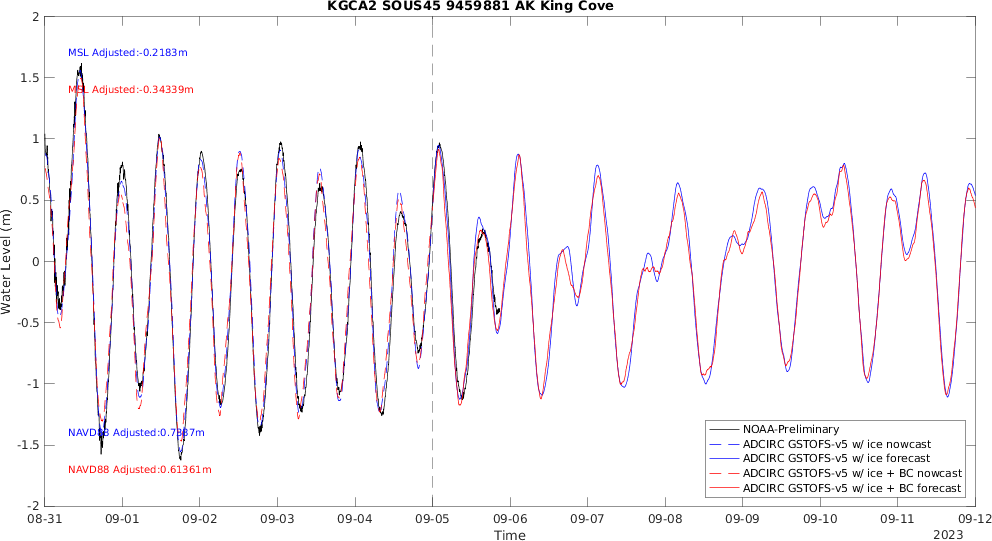 KGCA2 SOUS45 9459881 AK King Cove
2
MSL Adjusted:-0.2183m
1.5
MSL Adjusted:-0.34339m
1
0.5
Water Level (m)
0
-0.5
-1
NAVD88 Adjusted:0.7387m
-1.5
NAVD88 Adjusted:0.61361m
-2
NOAA-Preliminary
ADCIRC GSTOFS-v5 w/ ice nowcast
ADCIRC GSTOFS-v5 w/ ice forecast
ADCIRC GSTOFS-v5 w/ ice + BC nowcast
ADCIRC GSTOFS-v5 w/ ice + BC forecast
08-31 09-01 09-02 09-03 09-04 09-05 09-06 09-07 09-08 09-09 09-10 09-11 09-12
Time
2023